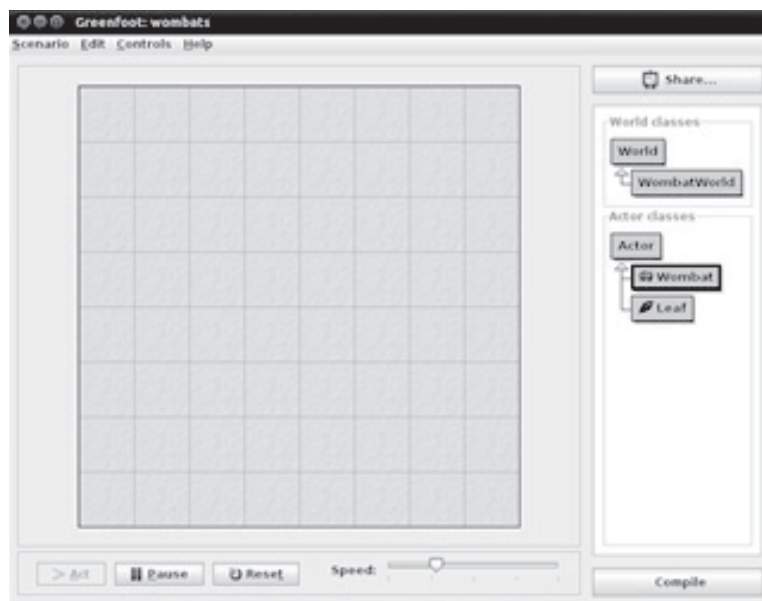 Greenfoot: wombats
Scenario Edit Controls Help
Share...
World classes
World
WombatWorld
Actor classes
Actor
Wombat
Leaf
> Act
Pause
Reset
Speed:
Compile